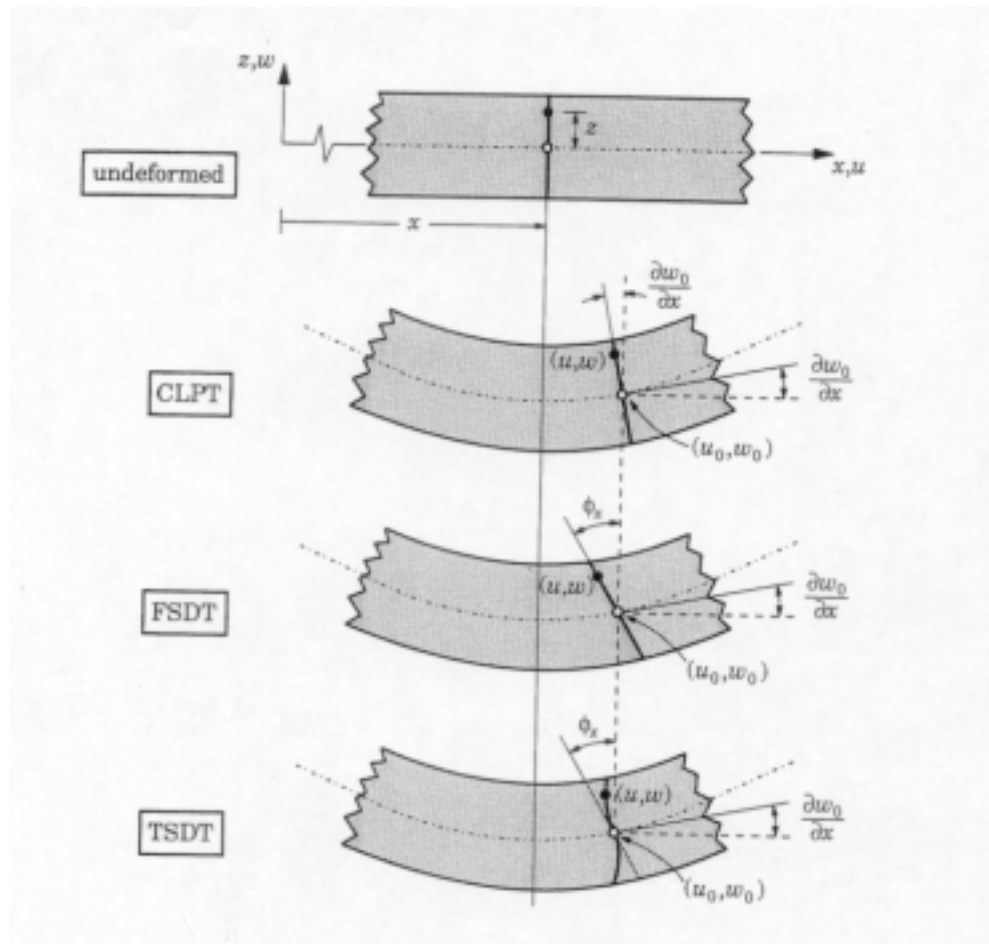 z,w
z
undeformed
x,u
x
∂w₀
∂x
(u,w)
CLPT
∂w₀
∂x
(u₀,w₀)
ϕₓ
(u,w)
FSDT
∂w₀
∂x
(u₀,w₀)
ϕₓ
(u,w)
TSDT
∂w₀
∂x
(u₀,w₀)